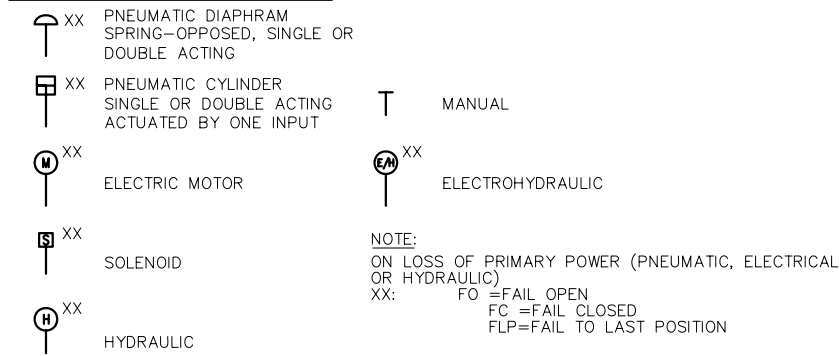 XX PNEUMATIC DIAPHRAM
SPRING-OPPOSED, SINGLE OR
DOUBLE ACTING
XX PNEUMATIC CYLINDER
SINGLE OR DOUBLE ACTING
ACTUATED BY ONE INPUT
MANUAL
M XX
ELECTRIC MOTOR
E/H XX
ELECTROHYDRAULIC
S XX
SOLENOID
H XX
HYDRAULIC
NOTE:
ON LOSS OF PRIMARY POWER (PNEUMATIC, ELECTRICAL
OR HYDRAULIC)
XX: FO =FAIL OPEN
FC =FAIL CLOSED
FLP=FAIL TO LAST POSITION